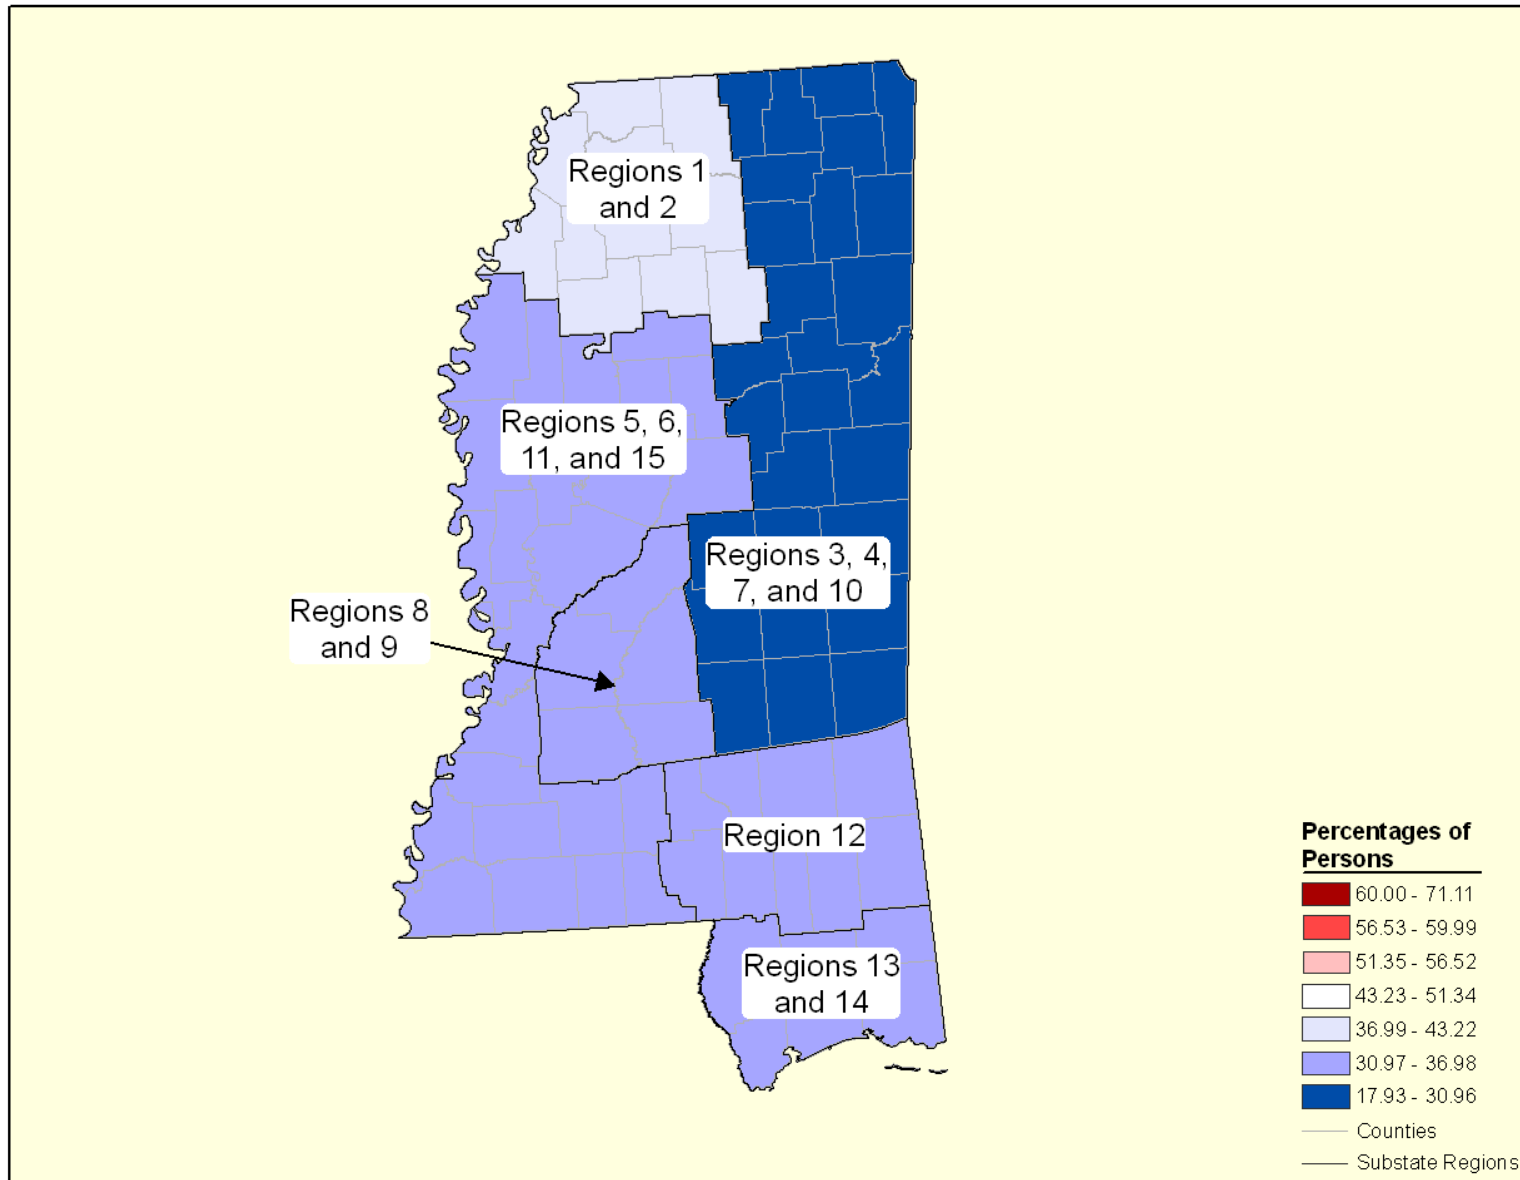 Regions 1
and 2
Regions 5, 6,
11, and 15
Regions 3, 4,
7, and 10
Regions 8
and 9
Region 12
Regions 13
and 14
Percentages of
Persons
60.00 - 71.11
56.53 - 59.99
51.35 - 56.52
43.23 - 51.34
36.99 - 43.22
30.97 - 36.98
17.93 - 30.96
Counties
Substate Regions